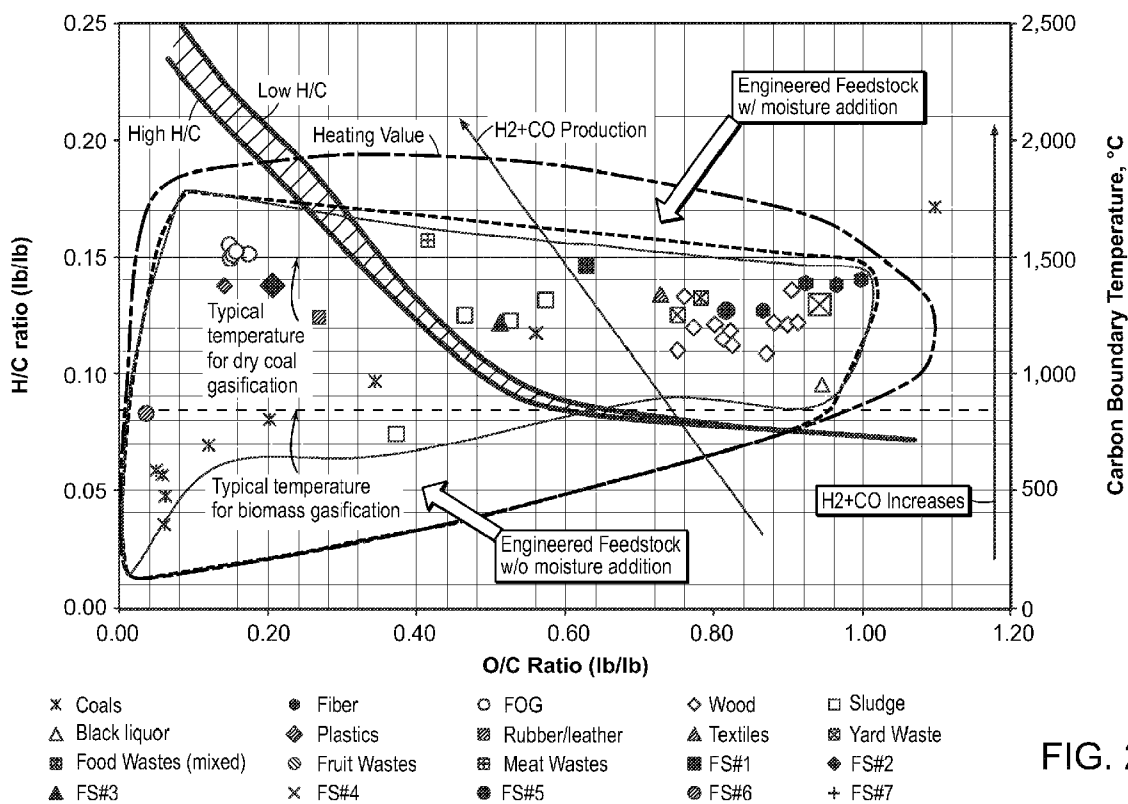 0.25
0.20
0.15
0.10
0.05
0.00
H/C ratio (lb/lb)
2,500
2,000
1,500
1,000
500
0
Carbon Boundary Temperature, °C
Low H/C
High H/C
Heating Value
H2+CO Production
Engineered Feedstock
w/ moisture addition
Typical
temperature
for dry coal
gasification
Typical temperature
for biomass gasification
Engineered Feedstock
w/o moisture addition
H2+CO Increases
0.00 0.20 0.40 0.60 0.80 1.00 1.20
O/C Ratio (lb/lb)
Coals Fiber FOG Wood Sludge
Black liquor Plastics Rubber/leather Textiles Yard Waste
Food Wastes (mixed) Fruit Wastes Meat Wastes FS#1 FS#2
FS#3 FS#4 FS#5 FS#6 FS#7
FIG.